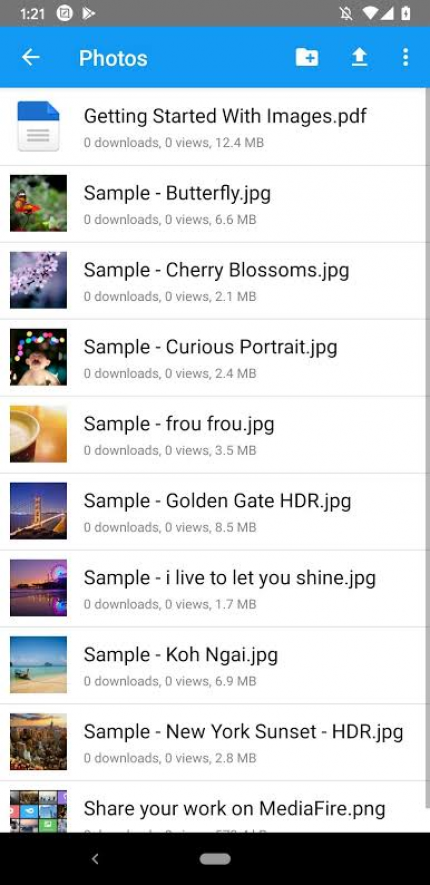 1:21
Photos
Getting Started With Images.pdf
0 downloads, 0 views, 12.4 MB
Sample - Butterfly.jpg
0 downloads, 0 views, 6.6 MB
Sample - Cherry Blossoms.jpg
0 downloads, 0 views, 2.1 MB
Sample - Curious Portrait.jpg
0 downloads, 0 views, 2.4 MB
Sample - frou frou.jpg
0 downloads, 0 views, 3.5 MB
Sample - Golden Gate HDR.jpg
0 downloads, 0 views, 8.5 MB
Sample - i live to let you shine.jpg
0 downloads, 0 views, 1.7 MB
Sample - Koh Ngai.jpg
0 downloads, 0 views, 6.9 MB
Sample - New York Sunset - HDR.jpg
0 downloads, 0 views, 2.8 MB
Share your work on MediaFire.png
0 downloads, 0 views,